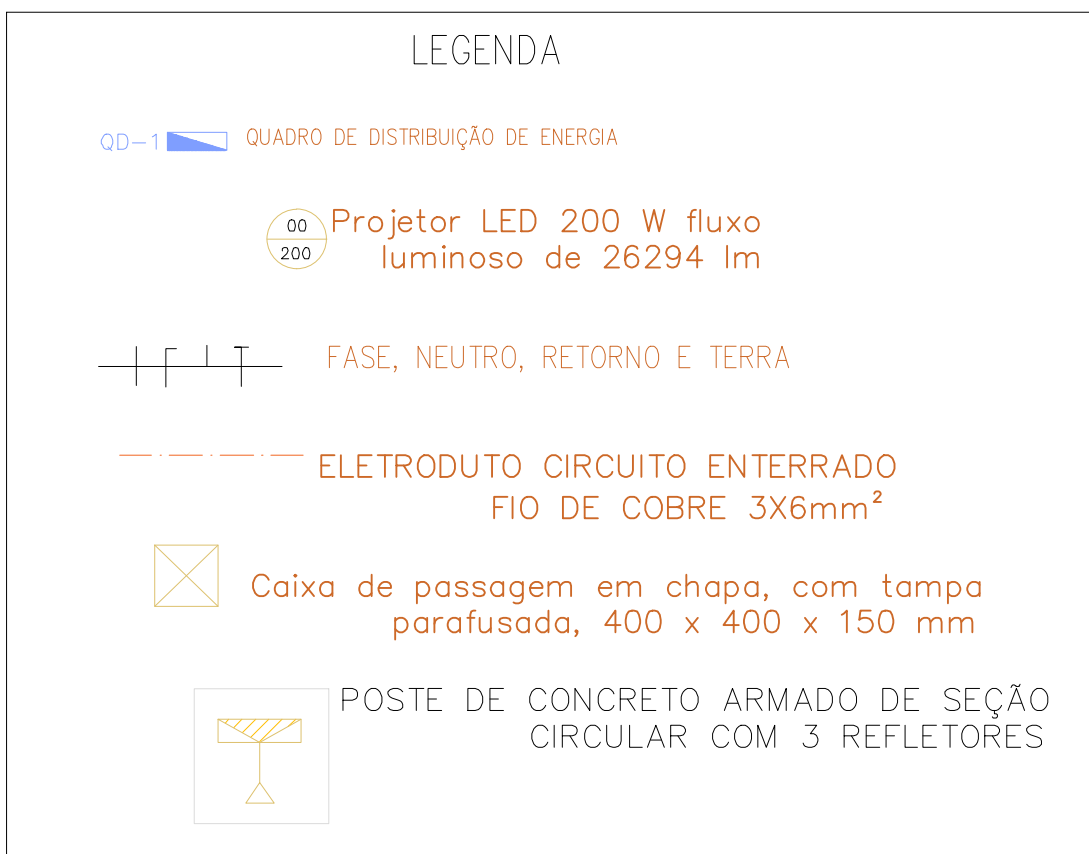 LEGENDA
QD-1 QUADRO DE DISTRIBUIÇÃO DE ENERGIA
00
200
Projetor LED 200 W fluxo
luminoso de 26294 lm
FASE, NEUTRO, RETORNO E TERRA
ELETRODUTO CIRCUITO ENTERRADO
FIO DE COBRE 3X6mm²
Caixa de passagem em chapa, com tampa
parafusada, 400 x 400 x 150 mm
POSTE DE CONCRETO ARMADO DE SEÇÃO
CIRCULAR COM 3 REFLETORES